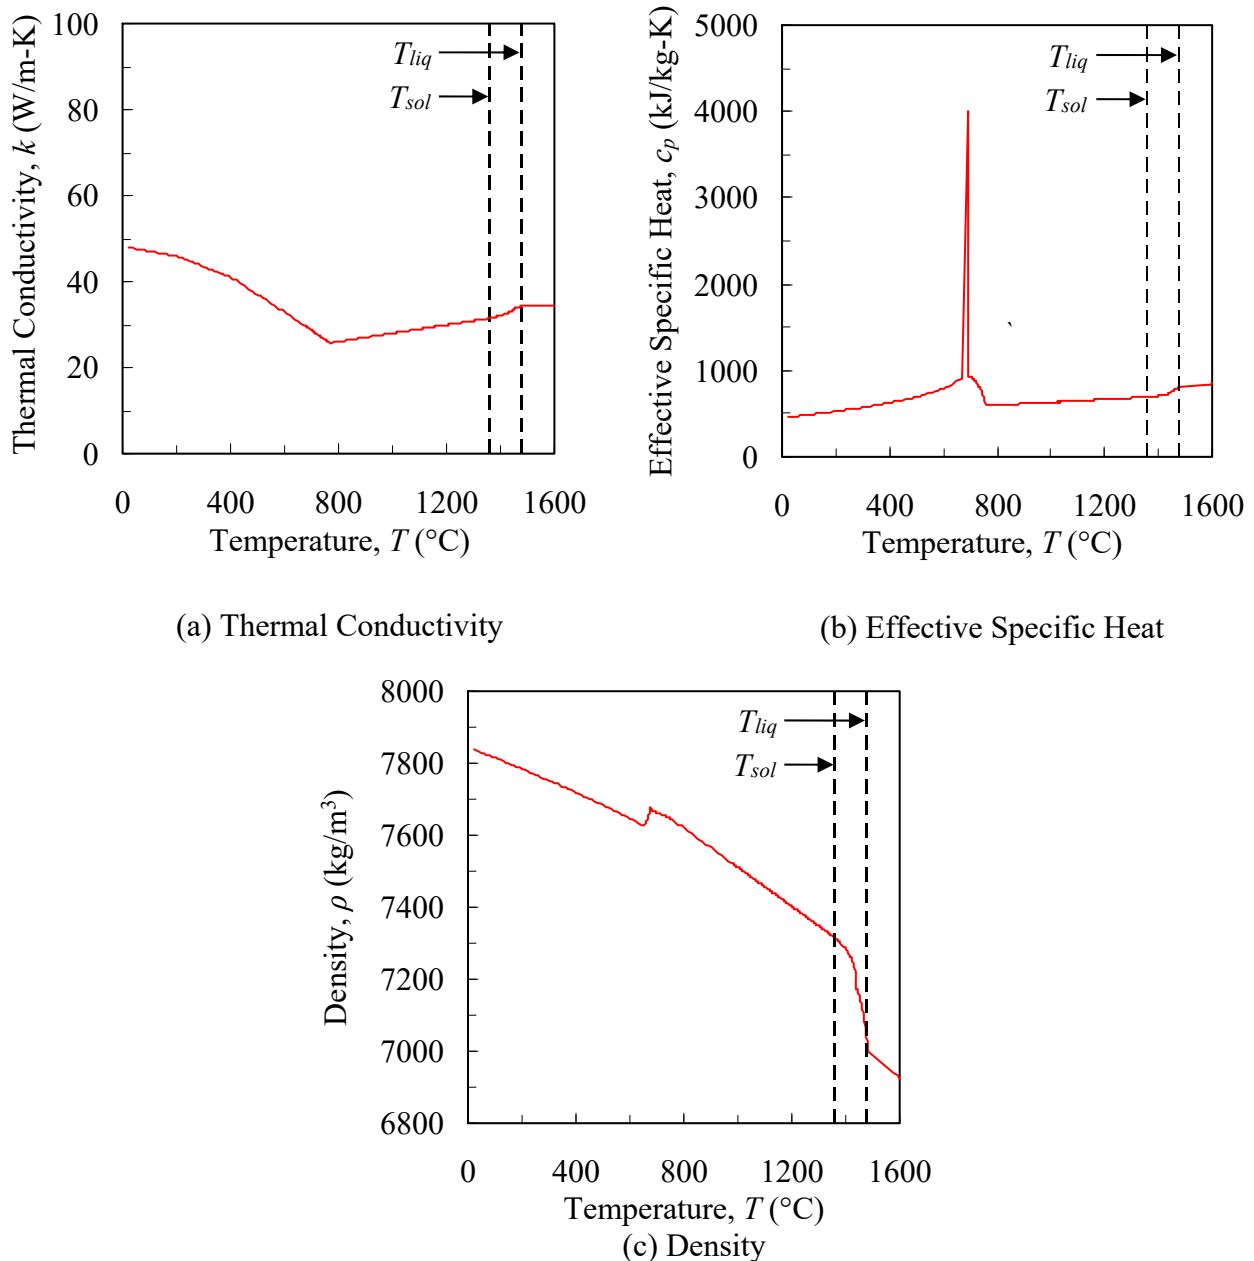 Thermal Conductivity, k (W/m-K)
100
80
60
40
20
0
Tliq
Tsol
0 400 800 1200 1600
Temperature, T (°C)
(a) Thermal Conductivity
Effective Specific Heat, cp (kJ/kg-K)
5000
4000
3000
2000
1000
0
Tliq
Tsol
`
0 400 800 1200 1600
Temperature, T (°C)
(b) Effective Specific Heat
Density, ρ (kg/m³)
8000
7800
7600
7400
7200
7000
6800
Tliq
Tsol
0 400 800 1200 1600
Temperature, T (°C)
(c) Density